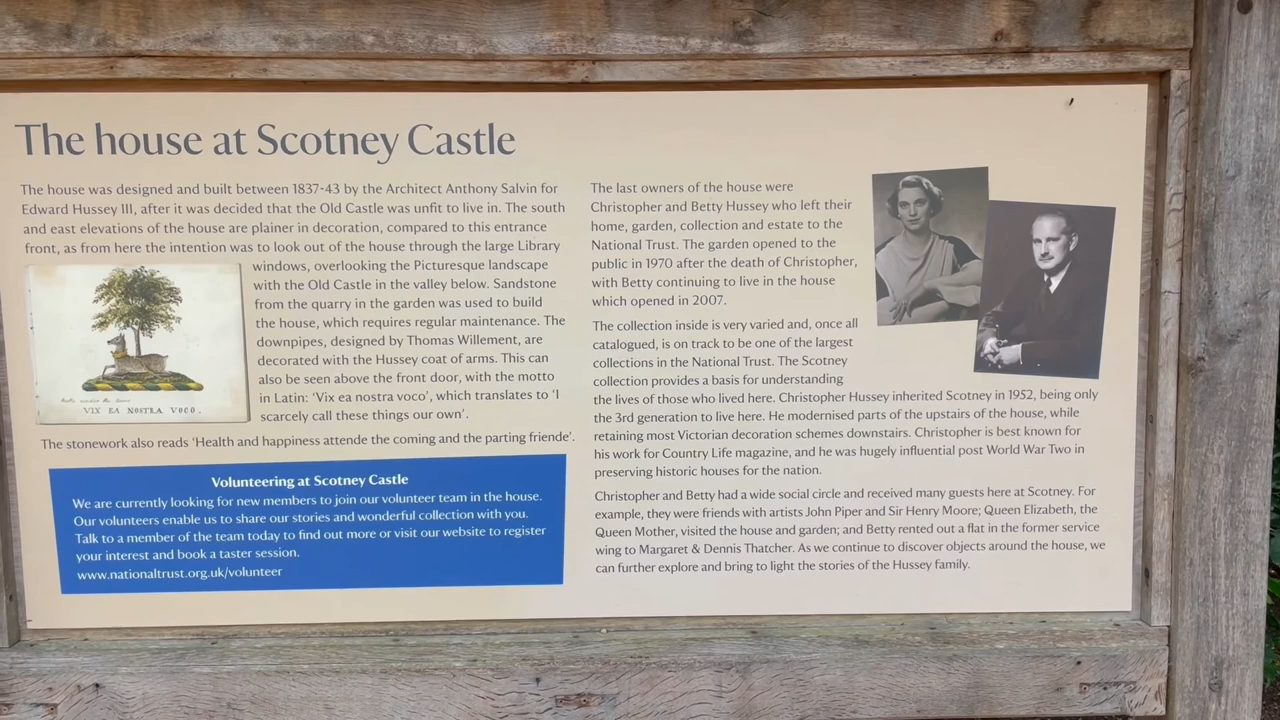 The house at Scotney Castle
The house was designed and built between 1837-43 by the Architect Anthony Salvin for
Edward Hussey III, after it was decided that the Old Castle was unfit to live in. The south
and east elevations of the house are plainer in decoration, compared to this entrance
front, as from here the intention was to look out of the house through the large Library
windows, overlooking the Picturesque landscape
with the Old Castle in the valley below. Sandstone
from the quarry in the garden was used to build
the house, which requires regular maintenance. The
downpipes, designed by Thomas Willement, are
decorated with the Hussey coat of arms. This can
also be seen above the front door, with the motto
in Latin: ‘Vix ea nostra voco’, which translates to ‘I
scarcely call these things our own’.
VIX EA NOSTRA VOCO.
The stonework also reads ‘Health and happiness attende the coming and the parting friende’.
Volunteering at Scotney Castle
We are currently looking for new members to join our volunteer team in the house.
Our volunteers enable us to share our stories and wonderful collection with you.
Talk to a member of the team today to find out more or visit our website to register
your interest and book a taster session.
www.nationaltrust.org.uk/volunteer
The last owners of the house were
Christopher and Betty Hussey who left their
home, garden, collection and estate to the
National Trust. The garden opened to the
public in 1970 after the death of Christopher,
with Betty continuing to live in the house
which opened in 2007.
The collection inside is very varied and, once all
catalogued, is on track to be one of the largest
collections in the National Trust. The Scotney
collection provides a basis for understanding
the lives of those who lived here. Christopher Hussey inherited Scotney in 1952, being only
the 3rd generation to live here. He modernised parts of the upstairs of the house, while
retaining most Victorian decoration schemes downstairs. Christopher is best known for
his work for Country Life magazine, and he was hugely influential post World War Two in
preserving historic houses for the nation.
Christopher and Betty had a wide social circle and received many guests here at Scotney. For
example, they were friends with artists John Piper and Sir Henry Moore; Queen Elizabeth, the
Queen Mother, visited the house and garden; and Betty rented out a flat in the former service
wing to Margaret & Dennis Thatcher. As we continue to discover objects around the house, we
can further explore and bring to light the stories of the Hussey family.